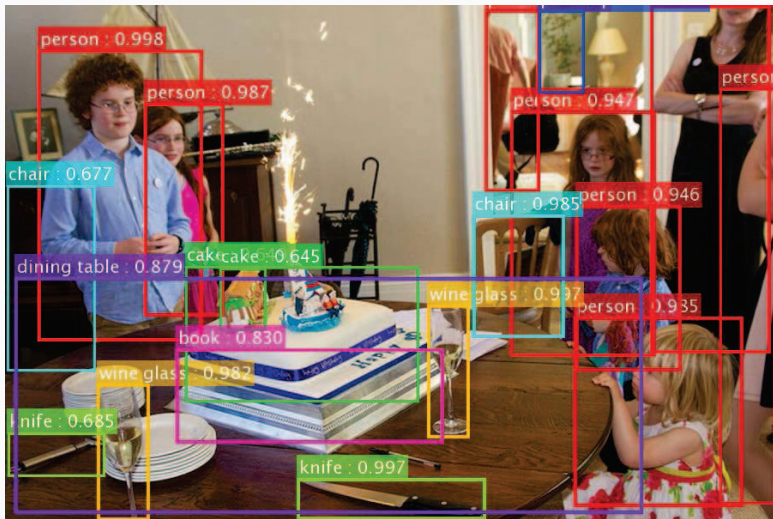 person : 0.998
person : 0.987
person : 0.947
person
chair : 0.677
chair : 0.985
person : 0.946
cake
cake : 0.645
dining table : 0.879
wine glass : 0.997
person : 0.985
book : 0.830
wine glass : 0.982
knife : 0.685
knife : 0.997